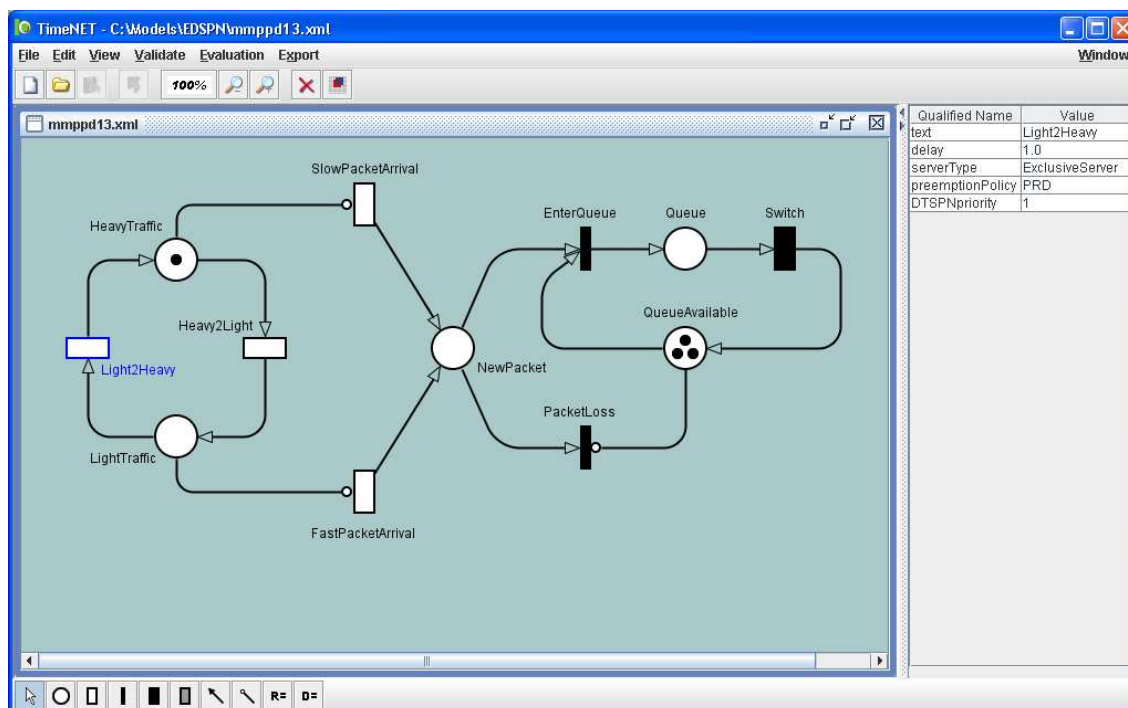 TimeNET - C:\Models\EDSPN\mmppd13.xml
File Edit View Validate Evaluation Export Window
100%
mmppd13.xml
Qualified Name Value
text Light2Heavy
delay 1.0
serverType ExclusiveServer
preemptionPolicy PRD
DTSPNpriority 1
SlowPacketArrival
HeavyTraffic
EnterQueue Queue Switch
Heavy2Light
QueueAvailable
Light2Heavy
NewPacket
PacketLoss
LightTraffic
FastPacketArrival
R= D=